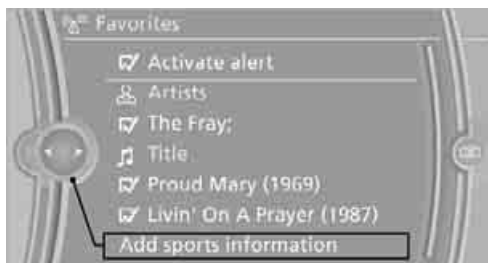 Favorites
Activate alert
Artists
The Fray;
Title
Proud Mary (1969)
Livin' On A Prayer (1987)
Add sports information